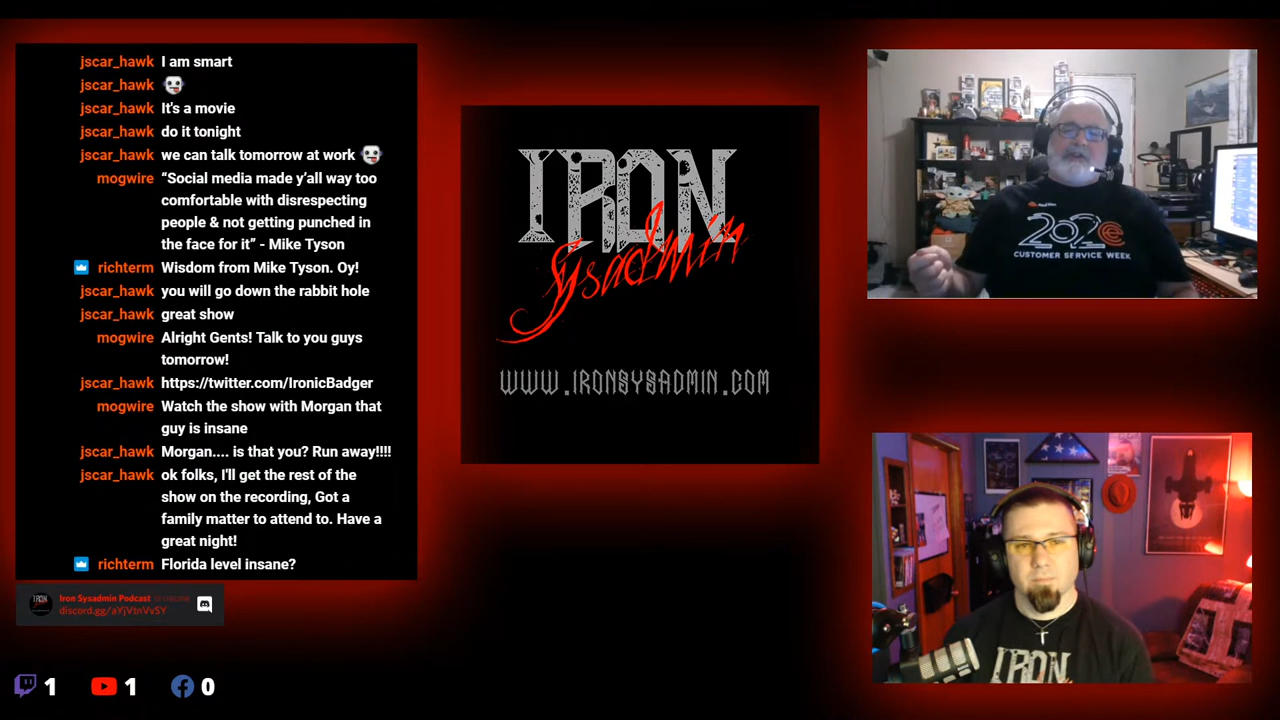 jscar_hawk I am smart
jscar_hawk
jscar_hawk It's a movie
jscar_hawk do it tonight
jscar_hawk we can talk tomorrow at work
mogwire “Social media made y’all way too
comfortable with disrespecting
people & not getting punched in
the face for it” - Mike Tyson
richterm Wisdom from Mike Tyson. Oy!
jscar_hawk you will go down the rabbit hole
jscar_hawk great show
mogwire Alright Gents! Talk to you guys
tomorrow!
jscar_hawk https://twitter.com/IronicBadger
mogwire Watch the show with Morgan that
guy is insane
jscar_hawk Morgan.... is that you? Run away!!!!
jscar_hawk ok folks, I'll get the rest of the
show on the recording, Got a
family matter to attend to. Have a
great night!
richterm Florida level insane?
Iron Sysadmin Podcast
discord.gg/aYjVtnVvSY
1
1
0
IRON
Sysadmin
WWW.IRONSYSADMIN.COM
202e
CUSTOMER SERVICE WEEK
IRON